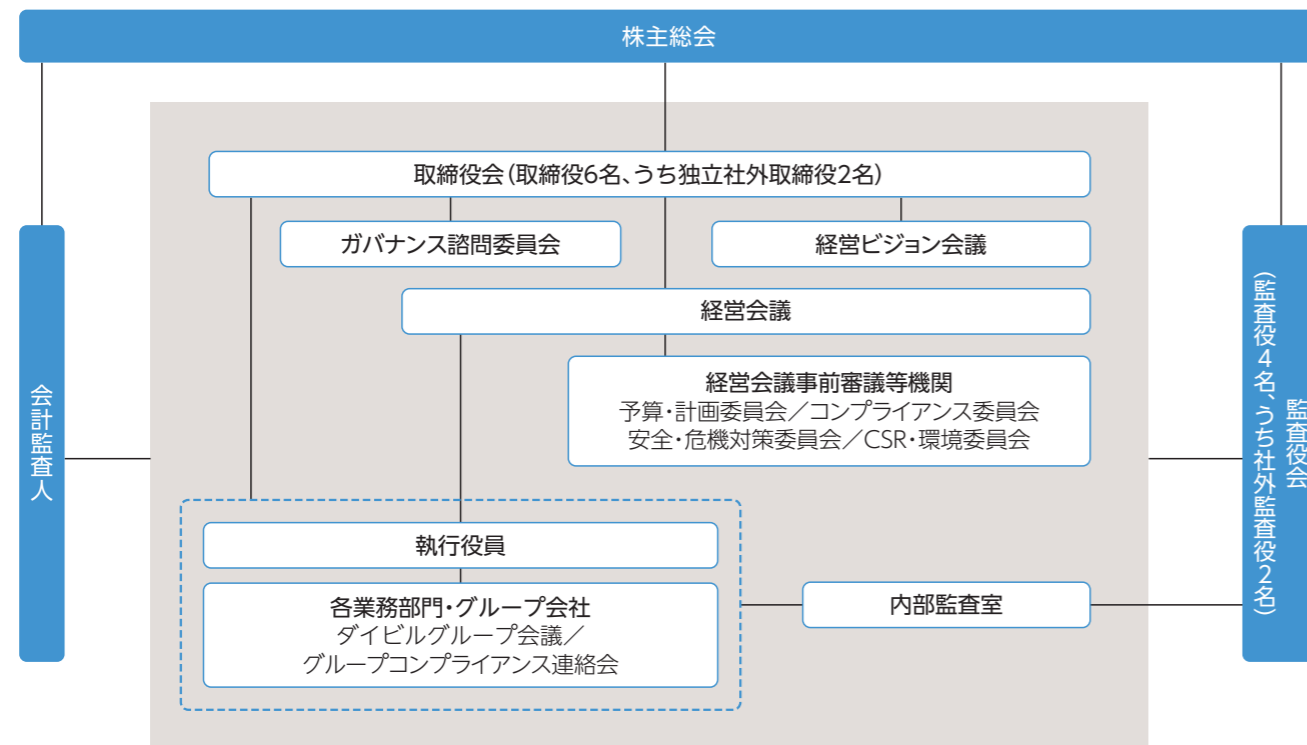 株主総会
取締役会（取締役6名、うち独立社外取締役2名）
ガバナンス諮問委員会
経営ビジョン会議
経営会議
経営会議事前審議等機関
予算・計画委員会／コンプライアンス委員会
安全・危機対策委員会／CSR・環境委員会
会計監査人
監査役会
（監査役4名、うち社外監査役2名）
執行役員
各業務部門・グループ会社
ダイビルグループ会議／
グループコンプライアンス連絡会
内部監査室